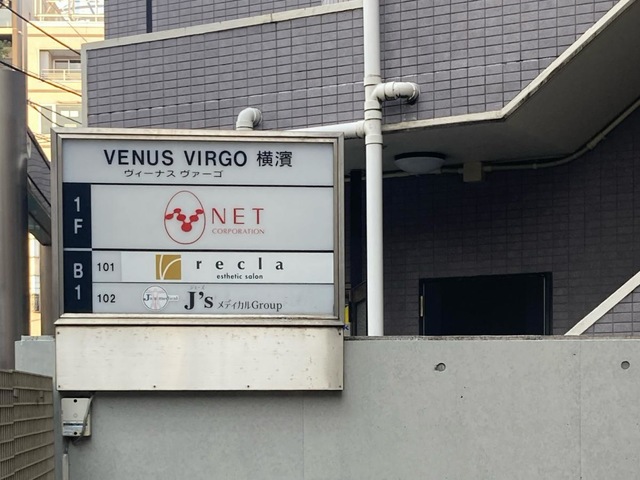 VENUS VIRGO 横濱
ヴィーナス ヴァーゴ
1F
NET
CORPORATION
B1
101 recla
esthetic salon
102 J's メディカルGroup